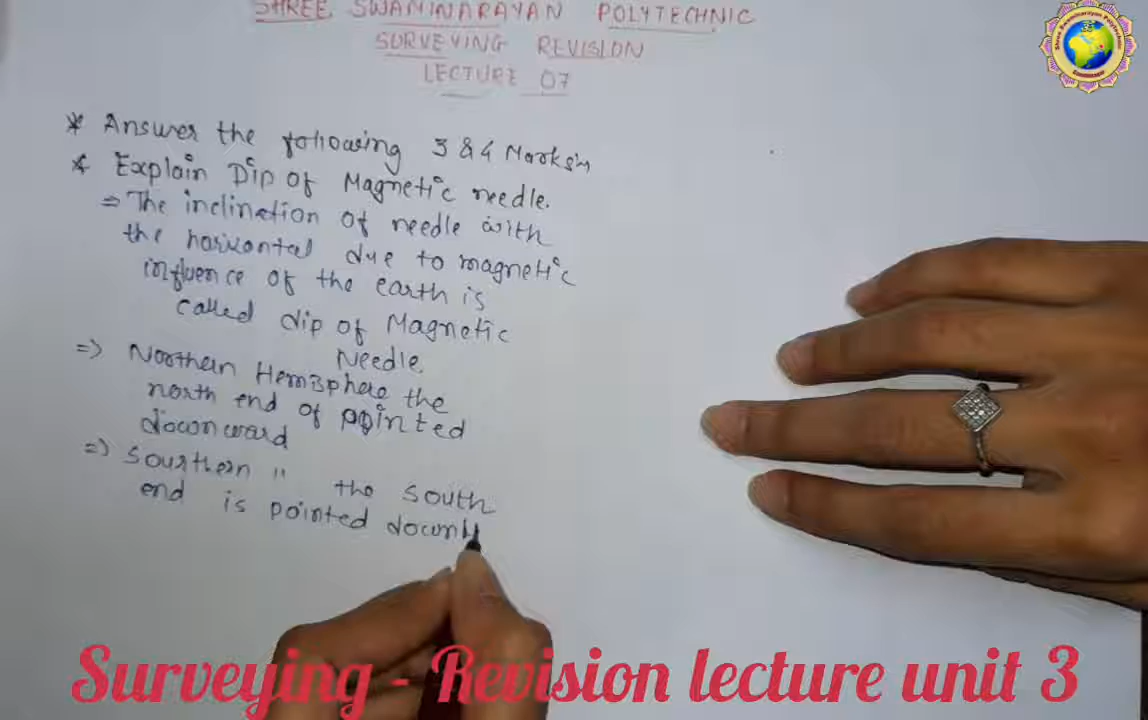 SHREE SWAMINARAYAN POLYTECHNIC
SURVEYING REVISION
LECTURE 07
* Answer the following 3 & 4 Marks
* Explain Dip of Magnetic needle.
⇒ The inclination of needle with
the horizontal due to magnetic
influence of the earth is
called dip of Magnetic
Needle.
=> Northern Hemisphere the
north end of pointed
downward
=> Sourthern " the south
end is pointed down
Surveying - Revision lecture unit 3